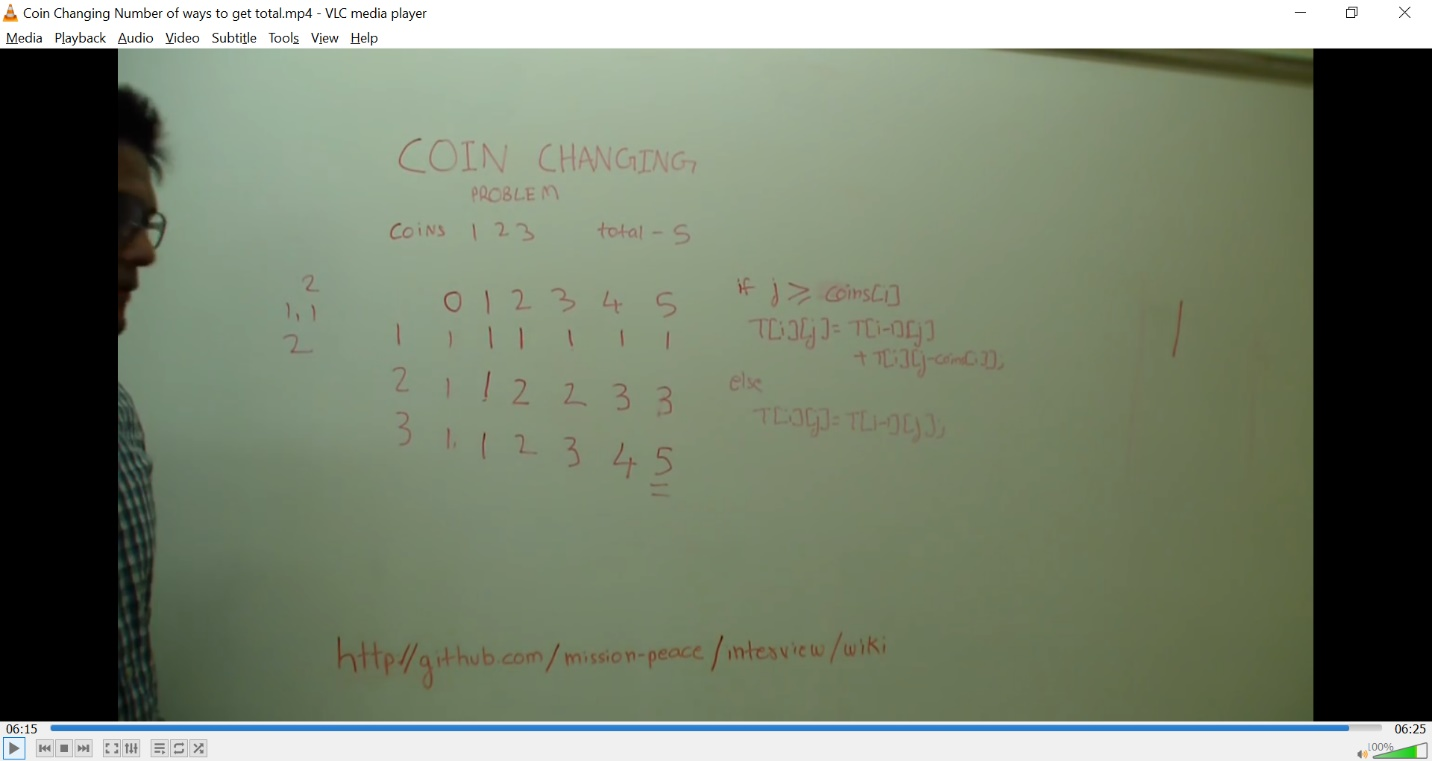 Coin Changing Number of ways to get total.mp4 - VLC media player
Media Playback Audio Video Subtitle Tools View Help
COIN CHANGING
PROBLEM
COINS 1 2 3 total - 5
2
1, 1
2
0 1 2 3 4 5
1 1 1 1 1 1 1
2 1 1 2 2 3 3
3 1 1 2 3 4 5
if j ≥ coins[i]
T[i][j] = T[i-1][j]
+ T[i][j-coins[i]];
else
T[i][j] = T[i-1][j];
1
http//github.com/mission-peace/interview/wiki
06:15 06:25
100%